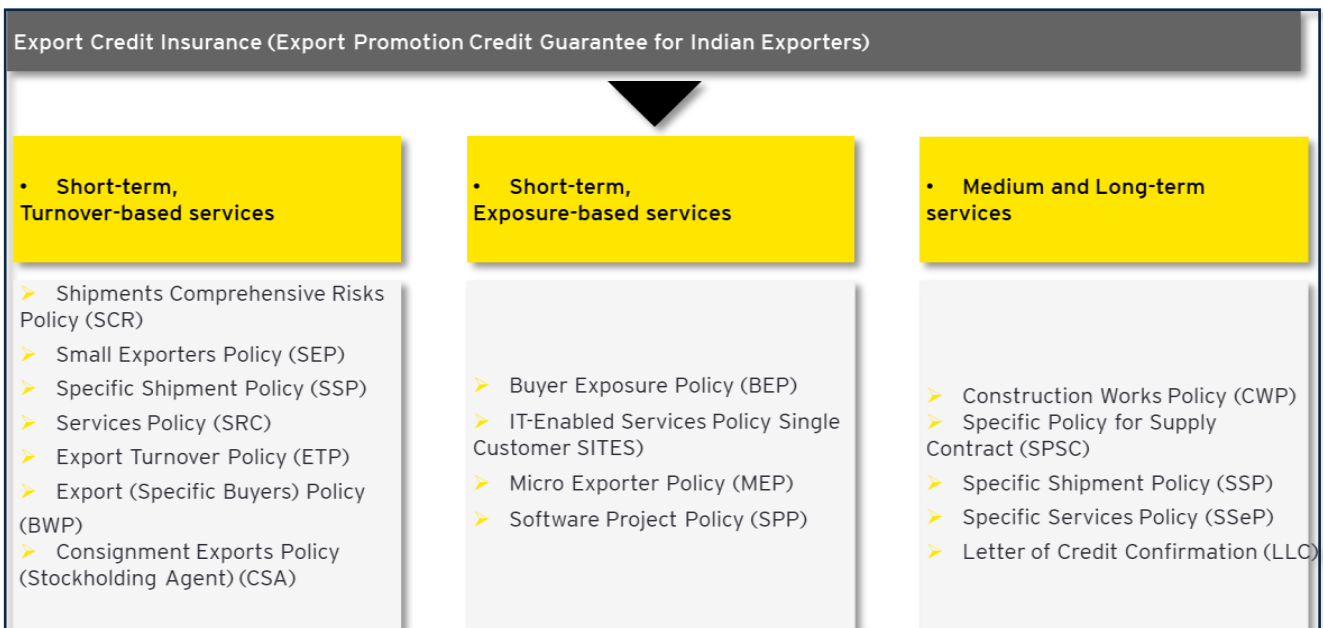 Export Credit Insurance (Export Promotion Credit Guarantee for Indian Exporters)
• Short-term,
Turnover-based services
➢ Shipments Comprehensive Risks
Policy (SCR)
➢ Small Exporters Policy (SEP)
➢ Specific Shipment Policy (SSP)
➢ Services Policy (SRC)
➢ Export Turnover Policy (ETP)
➢ Export (Specific Buyers) Policy
(BWP)
➢ Consignment Exports Policy
(Stockholding Agent) (CSA)
• Short-term,
Exposure-based services
➢ Buyer Exposure Policy (BEP)
➢ IT-Enabled Services Policy Single
Customer SITES)
➢ Micro Exporter Policy (MEP)
➢ Software Project Policy (SPP)
• Medium and Long-term
services
➢ Construction Works Policy (CWP)
➢ Specific Policy for Supply
Contract (SPSC)
➢ Specific Shipment Policy (SSP)
➢ Specific Services Policy (SSeP)
➢ Letter of Credit Confirmation (LLC)